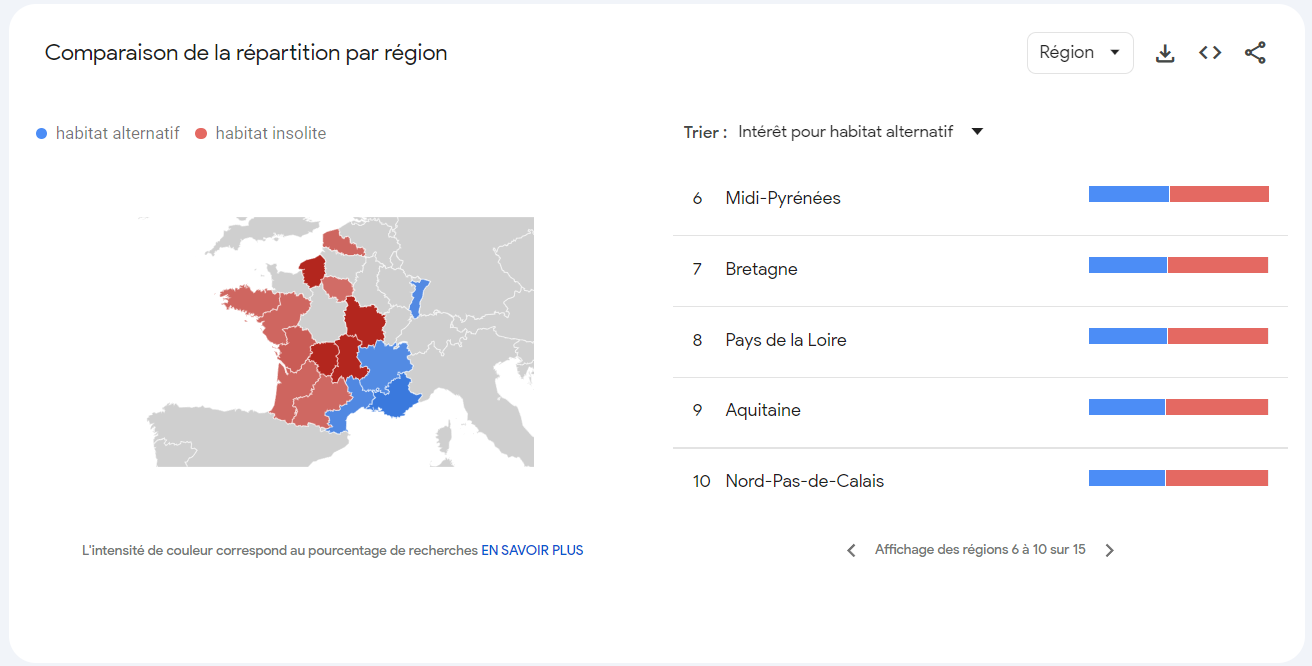 Comparaison de la répartition par région
Région
habitat alternatif habitat insolite
Trier : Intérêt pour habitat alternatif
6 Midi-Pyrénées
7 Bretagne
8 Pays de la Loire
9 Aquitaine
10 Nord-Pas-de-Calais
L'intensité de couleur correspond au pourcentage de recherches EN SAVOIR PLUS
Affichage des régions 6 à 10 sur 15